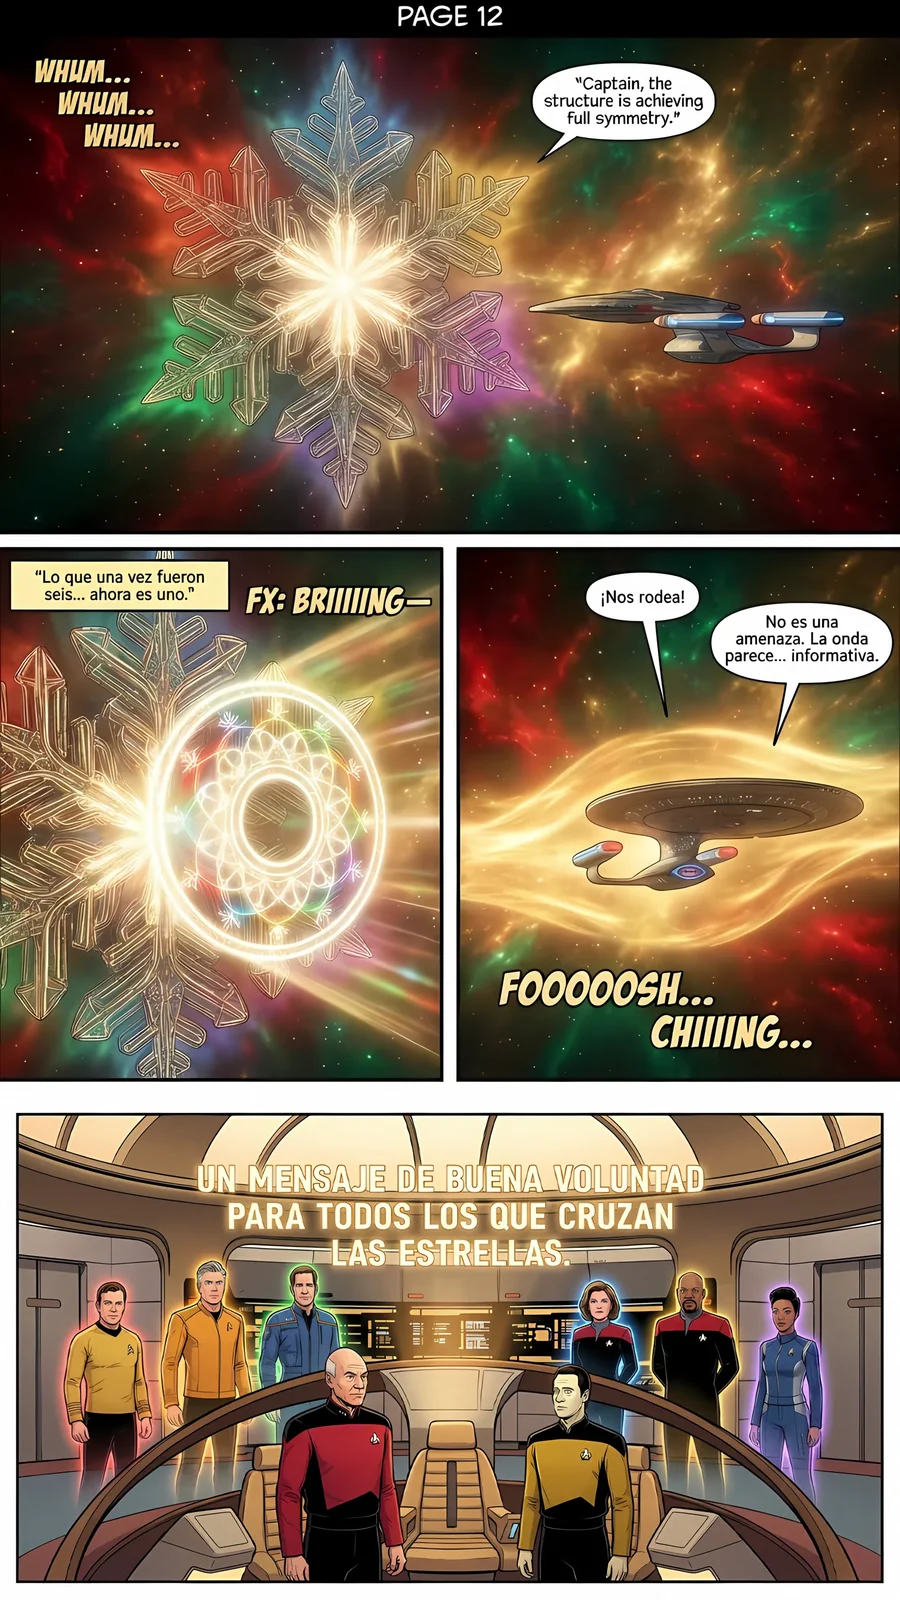 PAGE 12
WHUM...
WHUM...
WHUM...
"Captain, the
structure is achieving
full symmetry."
"Lo que una vez fueron
seis... ahora es uno."
FX: BRIIIIING—
¡Nos rodea!
No es una
amenaza. La onda
parece... informativa.
FOOOOOSH...
CHIIIING...
UN MENSAJE DE BUENA VOLUNTAD
PARA TODOS LOS QUE CRUZAN
LAS ESTRELLAS.